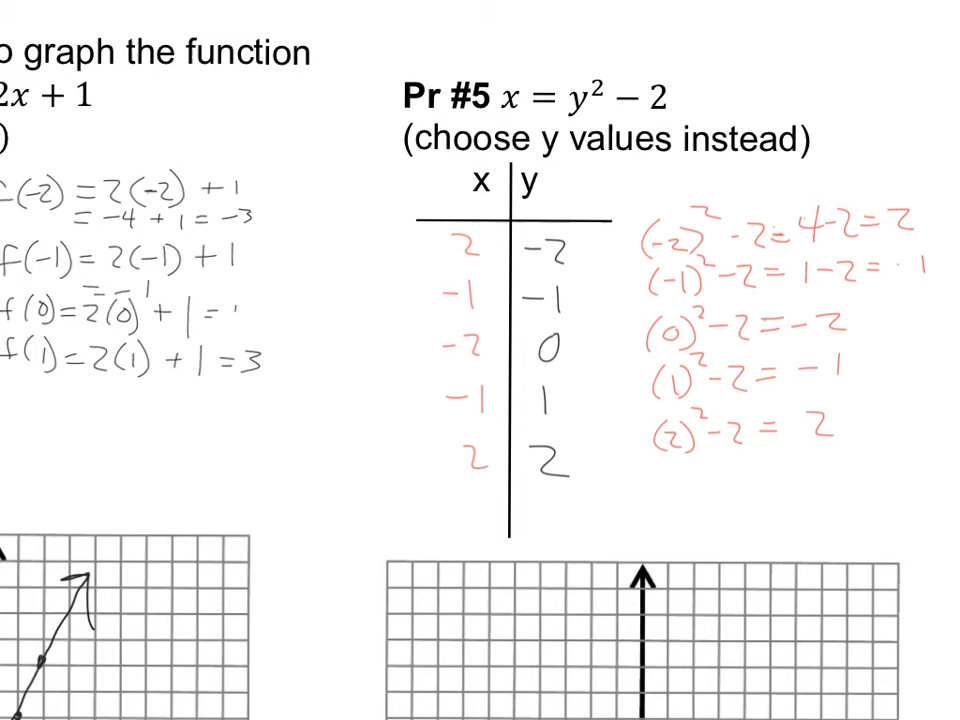 o graph the function
2x + 1
)
f(-2) = 2(-2) + 1
= -4 + 1 = -3
f(-1) = 2(-1) + 1
= -1
f(0) = 2(0) + 1 =
f(1) = 2(1) + 1 = 3
Pr #5 x = y² − 2
(choose y values instead)
x y
2 -2 (-2)² -2 = 4-2 = 2
-1 -1 (-1)² -2 = 1-2 = -1
-2 0 (0)² -2 = -2
-1 1 (1)² -2 = -1
2 2 (2)² -2 = 2